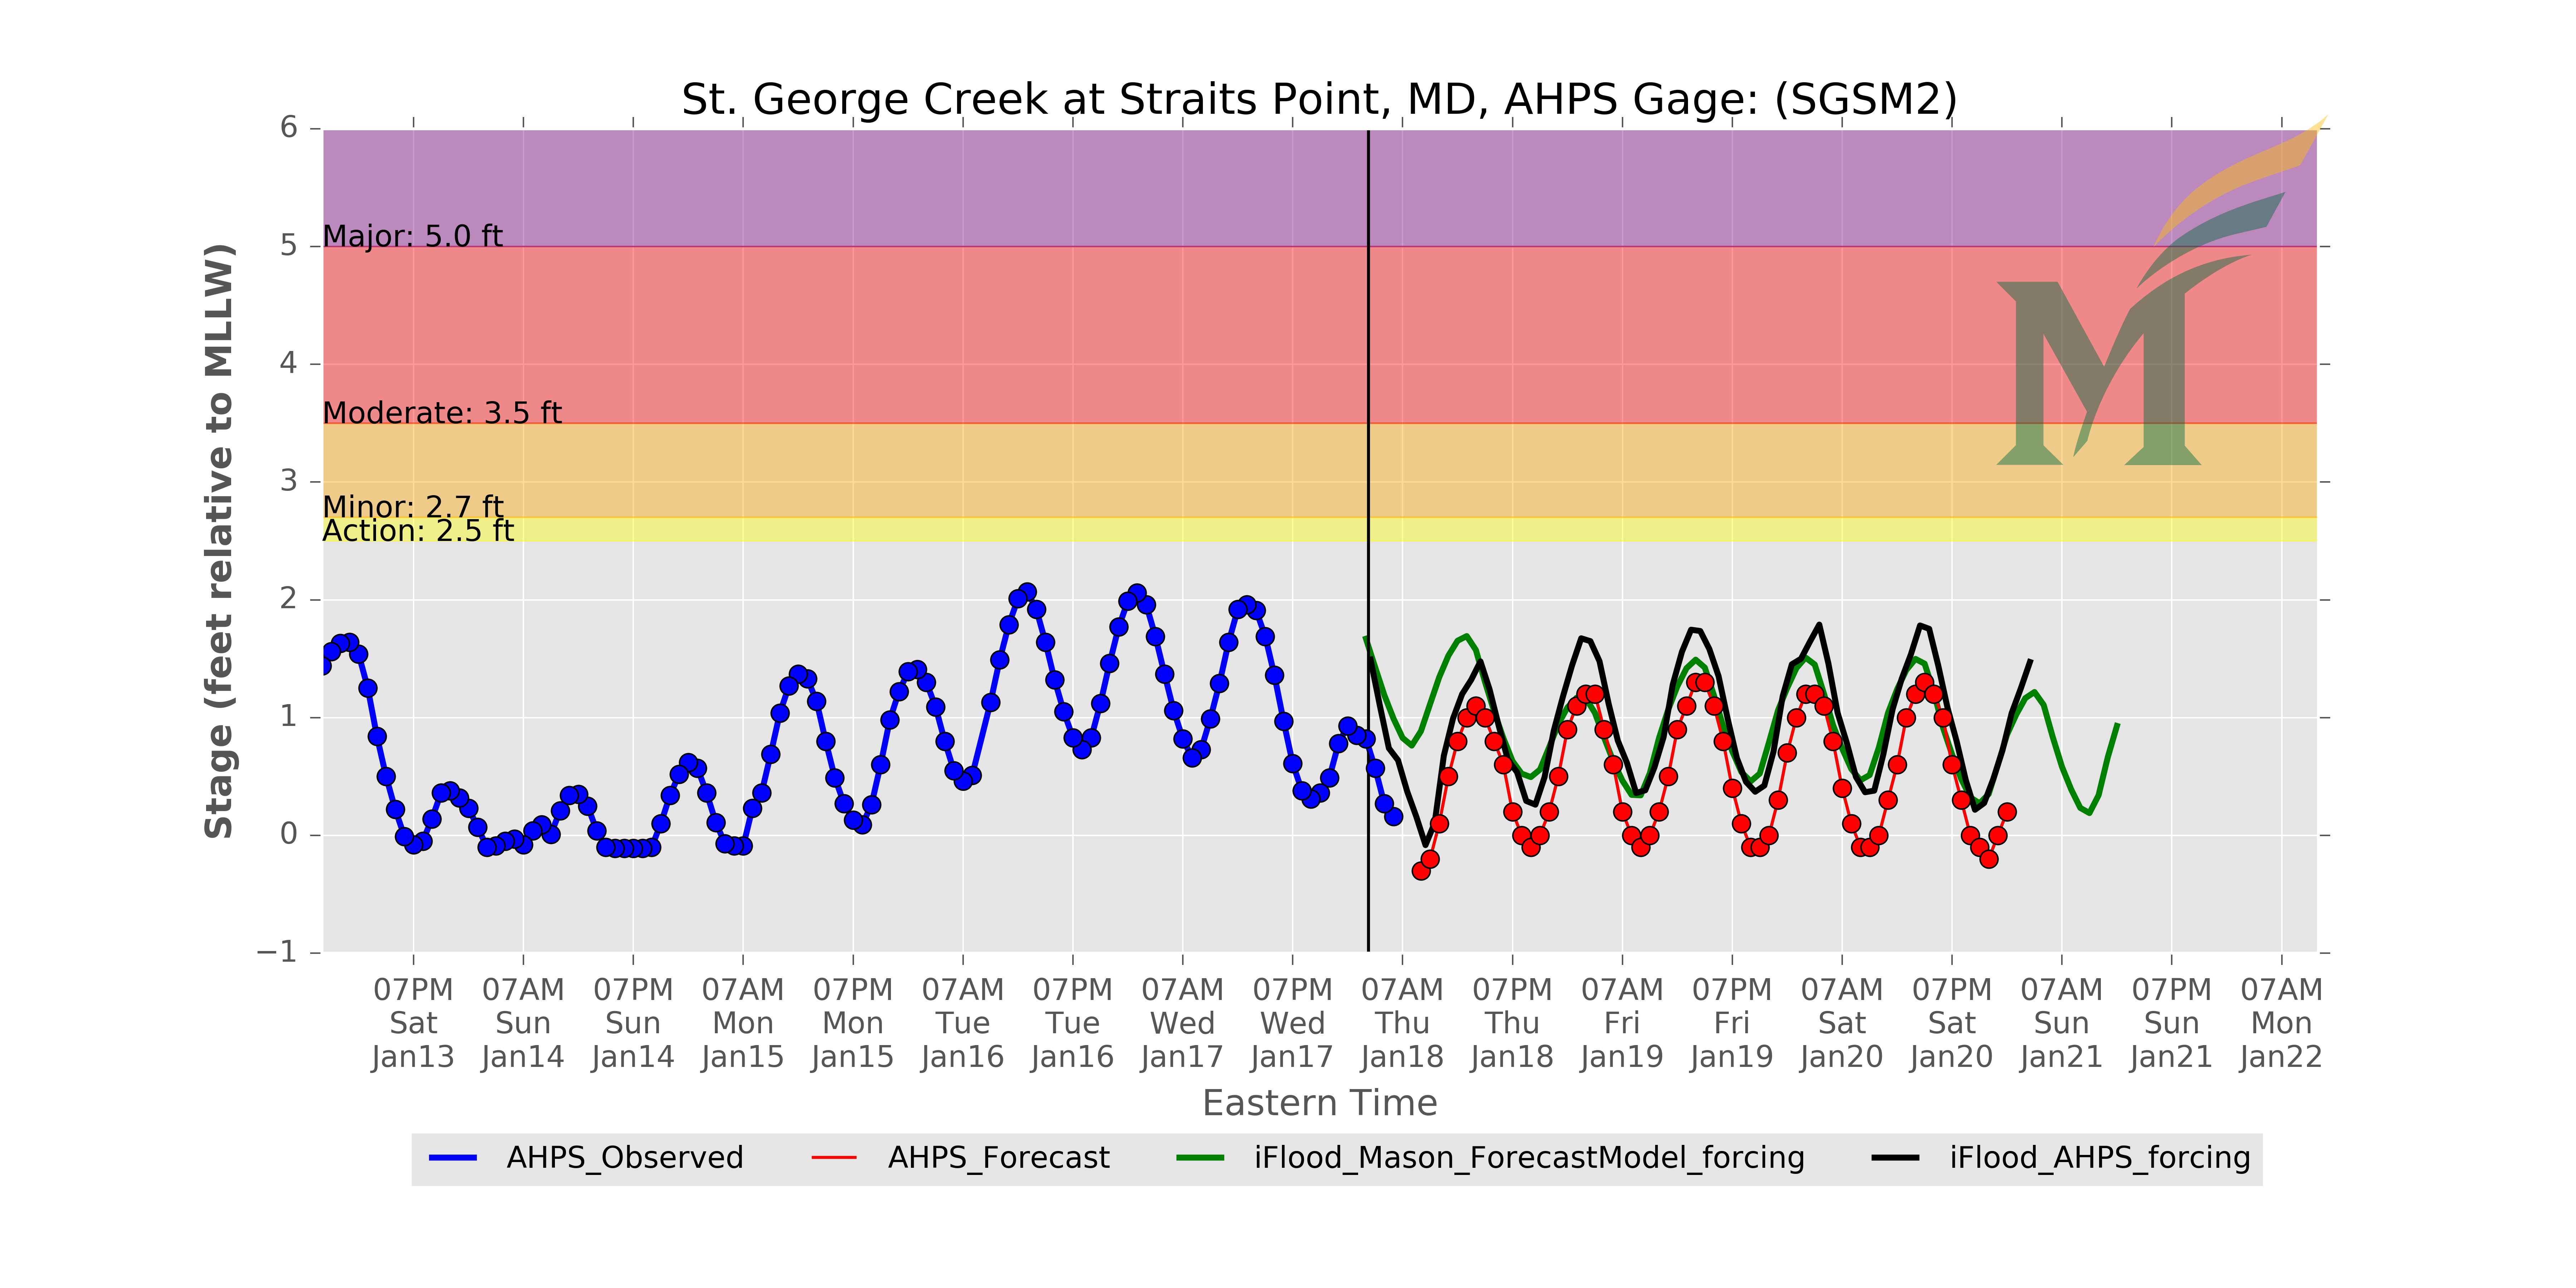 St. George Creek at Straits Point, MD, AHPS Gage: (SGSM2)
Stage (feet relative to MLLW)
6
5
4
3
2
1
0
−1
Major: 5.0 ft
Moderate: 3.5 ft
Minor: 2.7 ft
Action: 2.5 ft
M
07PM 07AM 07PM 07AM 07PM 07AM 07PM 07AM 07PM 07AM 07PM 07AM 07PM 07AM 07PM 07AM 07PM 07AM
Sat Sun Sun Mon Mon Tue Tue Wed Wed Thu Thu Fri Fri Sat Sat Sun Sun Mon
Jan13 Jan14 Jan14 Jan15 Jan15 Jan16 Jan16 Jan17 Jan17 Jan18 Jan18 Jan19 Jan19 Jan20 Jan20 Jan21 Jan21 Jan22
Eastern Time
AHPS_Observed AHPS_Forecast iFlood_Mason_ForecastModel_forcing iFlood_AHPS_forcing